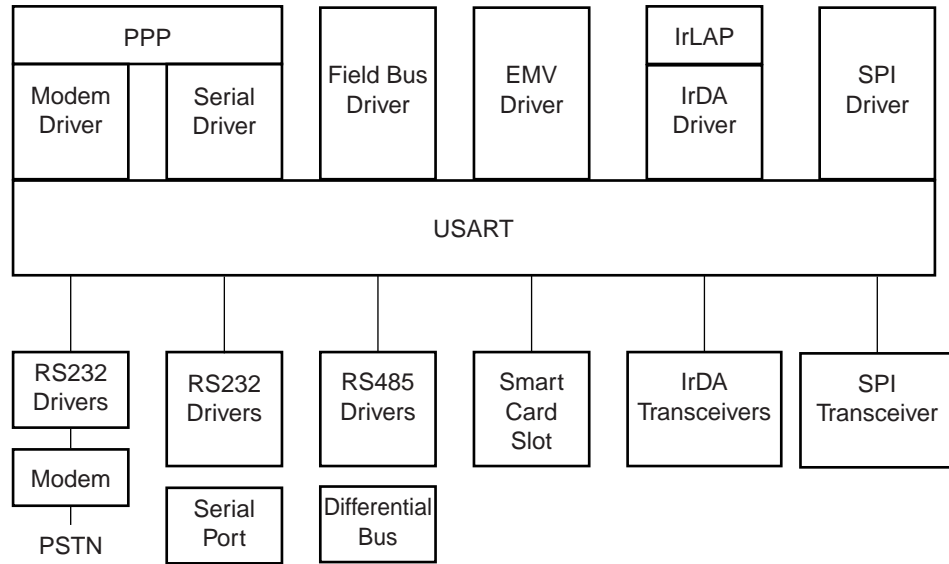 PPP
IrLAP
Modem
Driver
Serial
Driver
Field Bus
Driver
EMV
Driver
IrDA
Driver
SPI
Driver
USART
RS232
Drivers
RS232
Drivers
RS485
Drivers
Smart
Card
Slot
IrDA
Transceivers
SPI
Transceiver
Modem
PSTN
Serial
Port
Differential
Bus